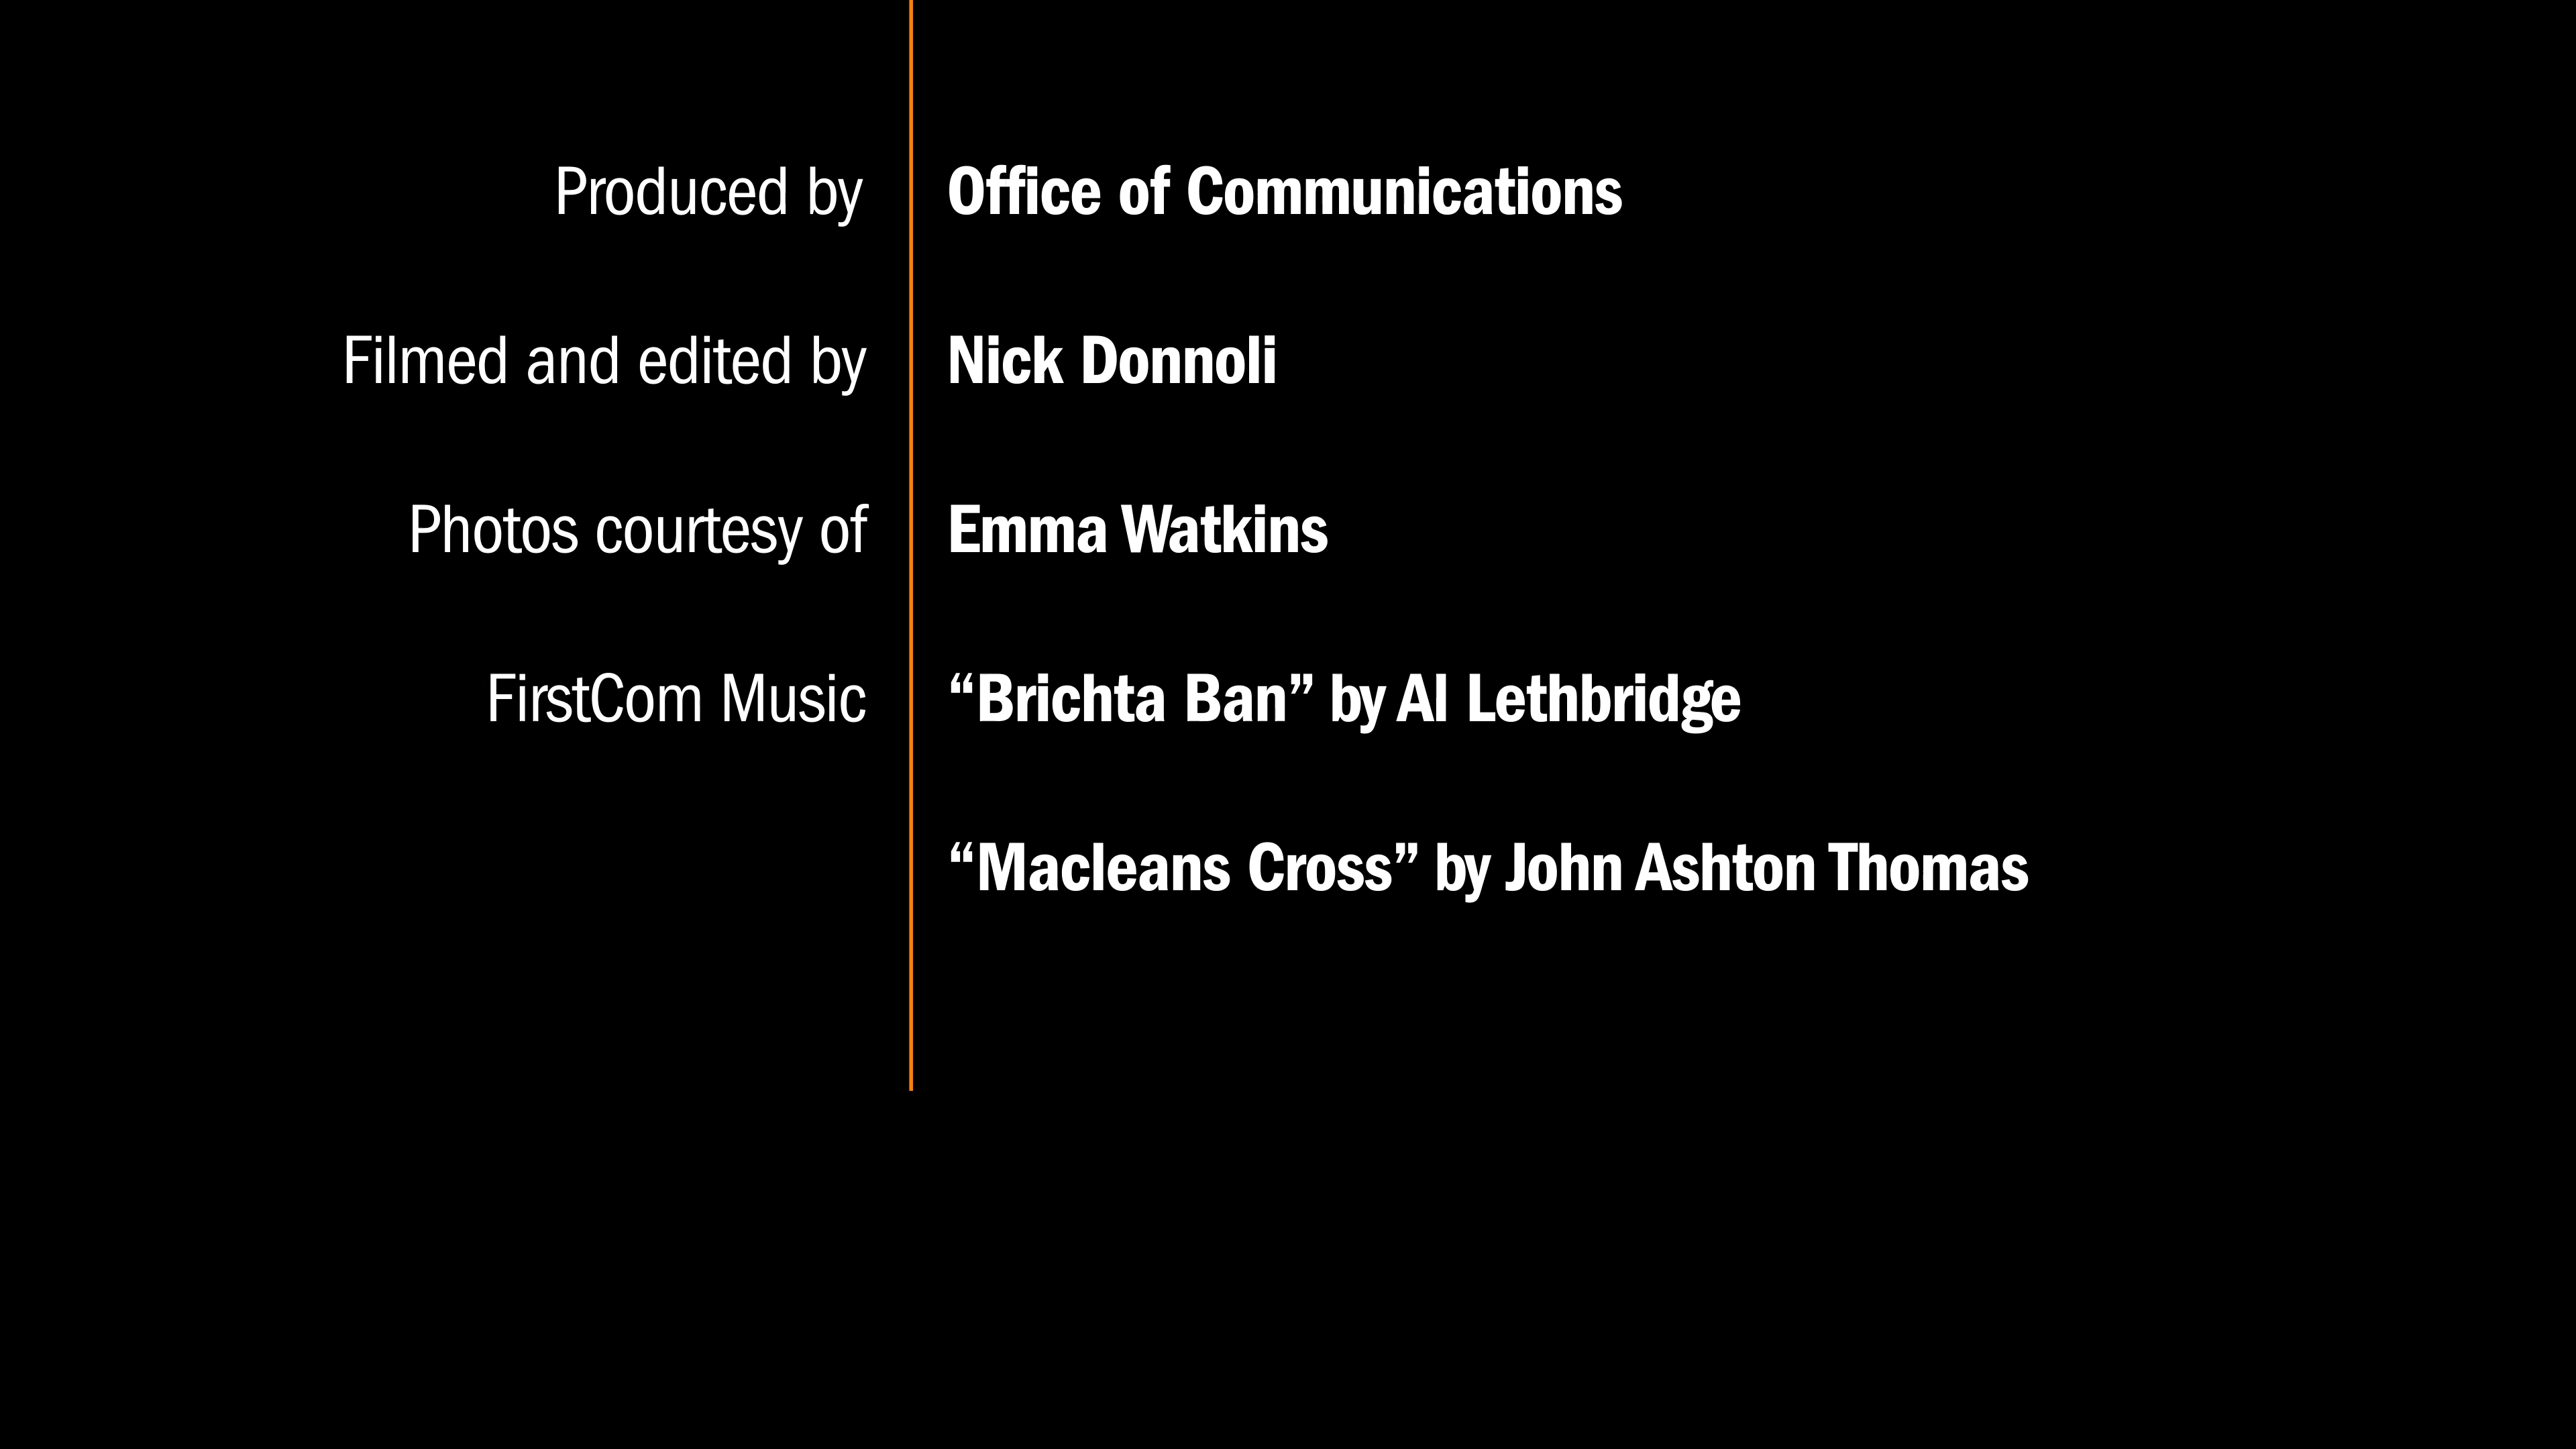 Produced by Office of Communications
Filmed and edited by Nick Donnoli
Photos courtesy of Emma Watkins
FirstCom Music “Brichta Ban” by Al Lethbridge
“Macleans Cross” by John Ashton Thomas